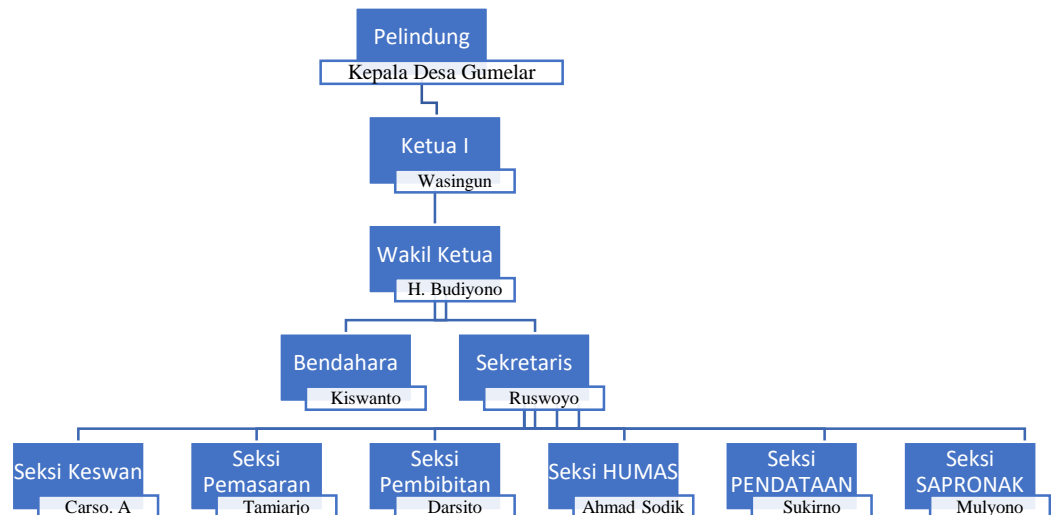 Pelindung
Kepala Desa Gumelar
Ketua I
Wasingun
Wakil Ketua
H. Budiyono
Bendahara
Kiswanto
Sekretaris
Ruswoyo
Seksi Keswan
Carso. A
Seksi
Pemasaran
Tamiarjo
Seksi
Pembibitan
Darsito
Seksi HUMAS
Ahmad Sodik
Seksi
PENDATAAN
Sukirno
Seksi
SAPRONAK
Mulyono